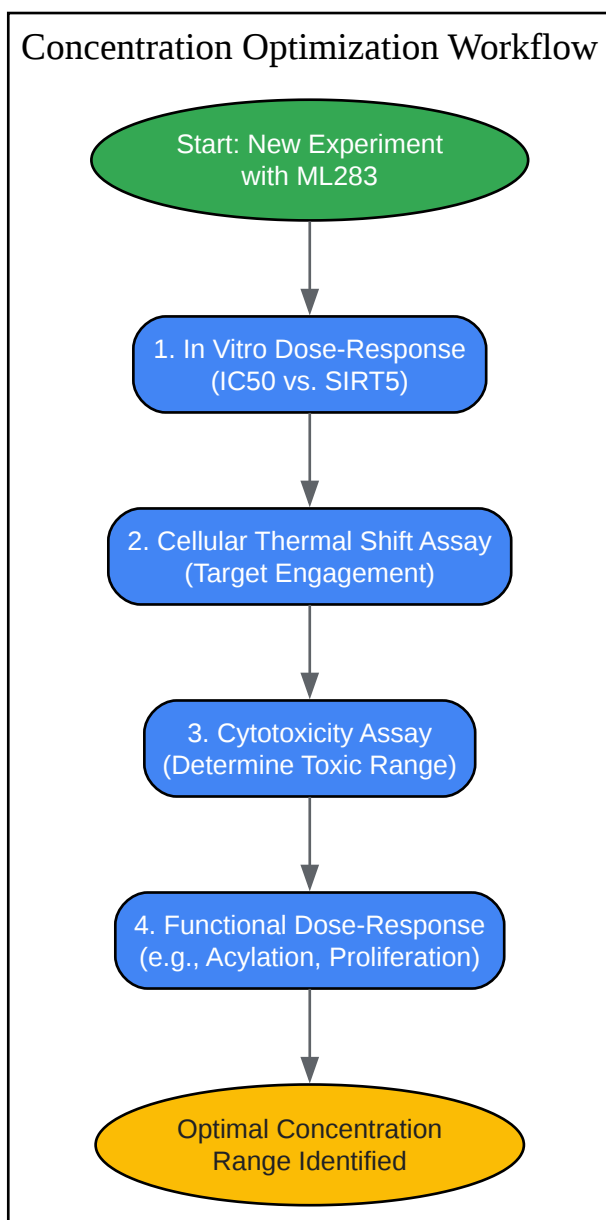 Concentration Optimization Workflow
Start: New Experiment
with ML283
1. In Vitro Dose-Response
(IC50 vs. SIRT5)
2. Cellular Thermal Shift Assay
(Target Engagement)
3. Cytotoxicity Assay
(Determine Toxic Range)
4. Functional Dose-Response
(e.g., Acylation, Proliferation)
Optimal Concentration
Range Identified